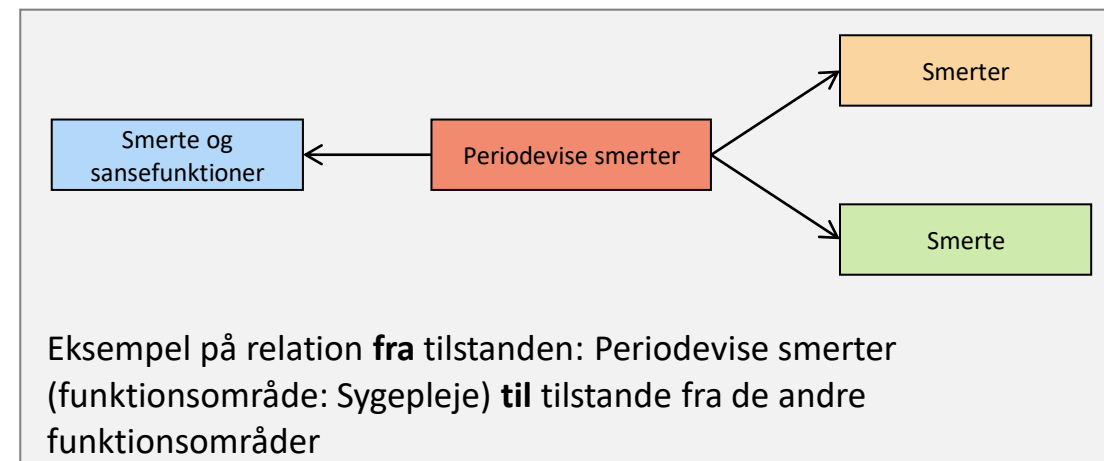 Smerter
Smerte og
sansefunktioner
Periodevise smerter
Smerte
Eksempel på relation fra tilstanden: Periodevise smerter
(funktionsområde: Sygepleje) til tilstande fra de andre
funktionsområder